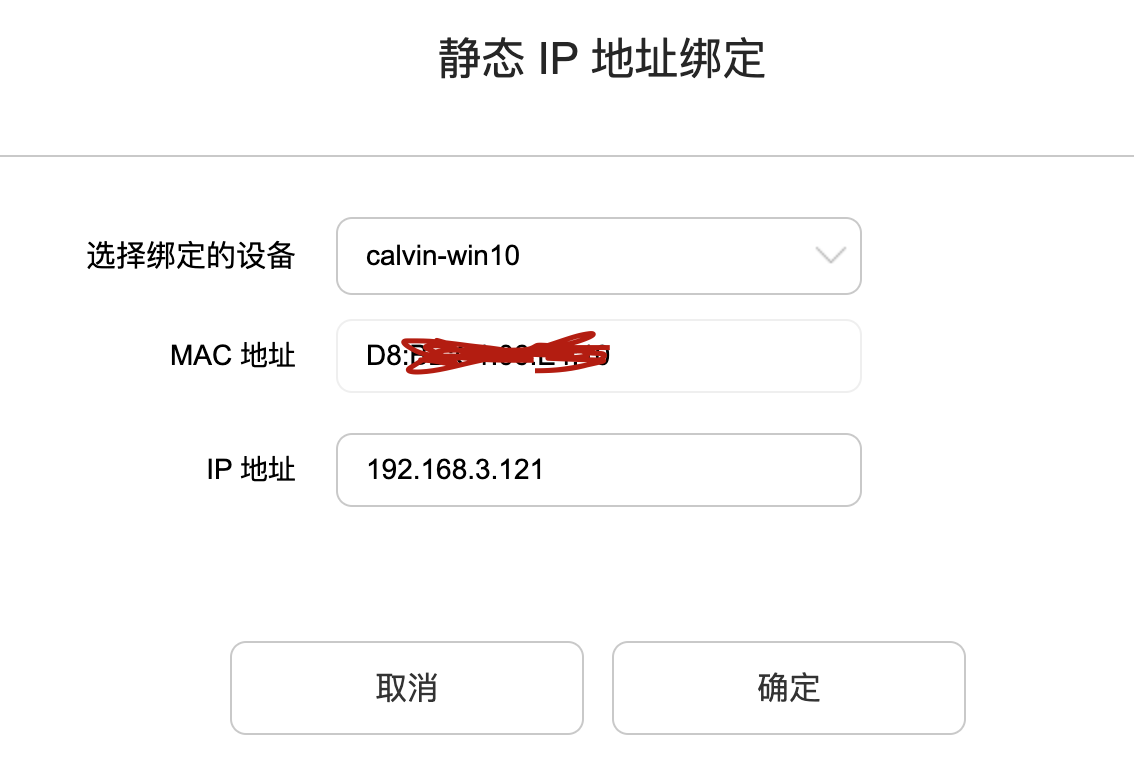 静态 IP 地址绑定
选择绑定的设备 calvin-win10
MAC 地址 D8:
IP 地址 192.168.3.121
取消 确定